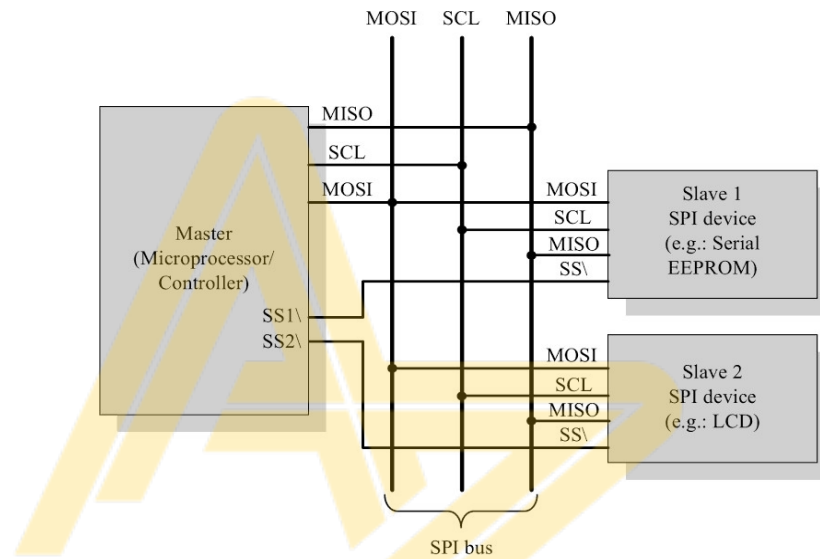 MOSI SCL MISO
MISO
SCL
MOSI
Master
(Microprocessor/
Controller)
SS1\
SS2\
MOSI
SCL
MISO
SS\
Slave 1
SPI device
(e.g.: Serial
EEPROM)
MOSI
SCL
MISO
SS\
Slave 2
SPI device
(e.g.: LCD)
SPI bus